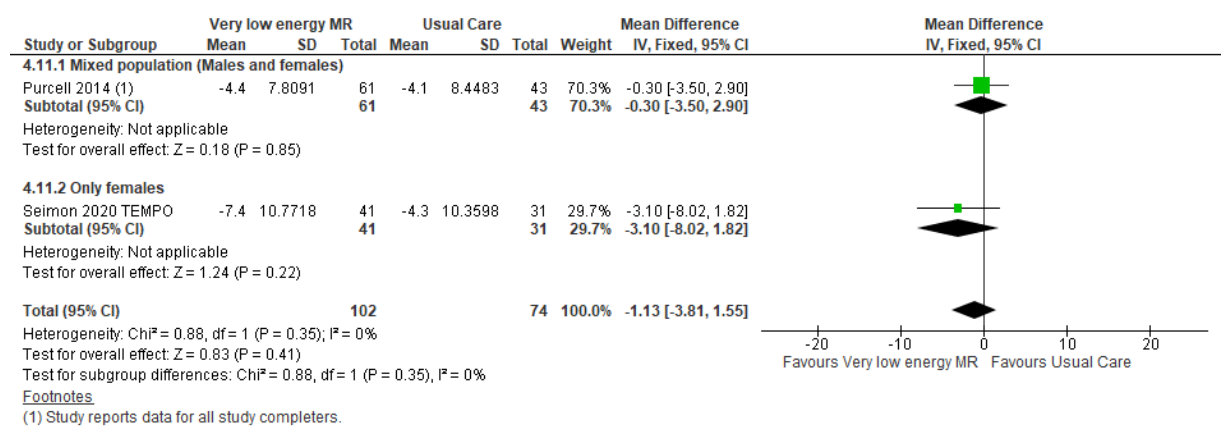 Very low energy MR Usual Care Mean Difference Mean Difference
Study or Subgroup Mean SD Total Mean SD Total Weight IV, Fixed, 95% CI IV, Fixed, 95% CI
4.11.1 Mixed population (Males and females)
Purcell 2014 (1) -4.4 7.8091 61 -4.1 8.4483 43 70.3% -0.30 [-3.50, 2.90]
Subtotal (95% CI) 61 43 70.3% -0.30 [-3.50, 2.90]
Heterogeneity: Not applicable
Test for overall effect: Z = 0.18 (P = 0.85)
4.11.2 Only females
Seimon 2020 TEMPO -7.4 10.7718 41 -4.3 10.3598 31 29.7% -3.10 [-8.02, 1.82]
Subtotal (95% CI) 41 31 29.7% -3.10 [-8.02, 1.82]
Heterogeneity: Not applicable
Test for overall effect: Z = 1.24 (P = 0.22)
Total (95% CI) 102 74 100.0% -1.13 [-3.81, 1.55]
Heterogeneity: Chi² = 0.88, df = 1 (P = 0.35); I² = 0%
Test for overall effect: Z = 0.83 (P = 0.41)
Test for subgroup differences: Chi² = 0.88, df = 1 (P = 0.35), I² = 0%
-20 -10 0 10 20
Favours Very low energy MR Favours Usual Care
Footnotes
(1) Study reports data for all study completers.